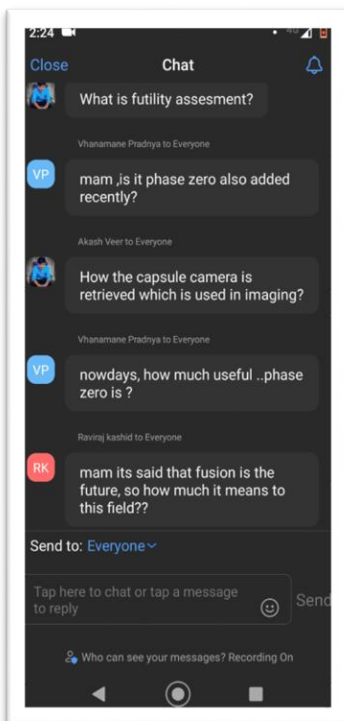 2:24
4G
Close
Chat
What is futility assesment?
Vhanamane Pradnya to Everyone
VP
mam ,is it phase zero also added
recently?
Akash Veer to Everyone
How the capsule camera is
retrieved which is used in imaging?
Vhanamane Pradnya to Everyone
VP
nowdays, how much useful ..phase
zero is ?
Raviraj kashid to Everyone
RK
mam its said that fusion is the
future, so how much it means to
this field??
Send to: Everyone
Tap here to chat or tap a message
to reply
Send
Who can see your messages? Recording On